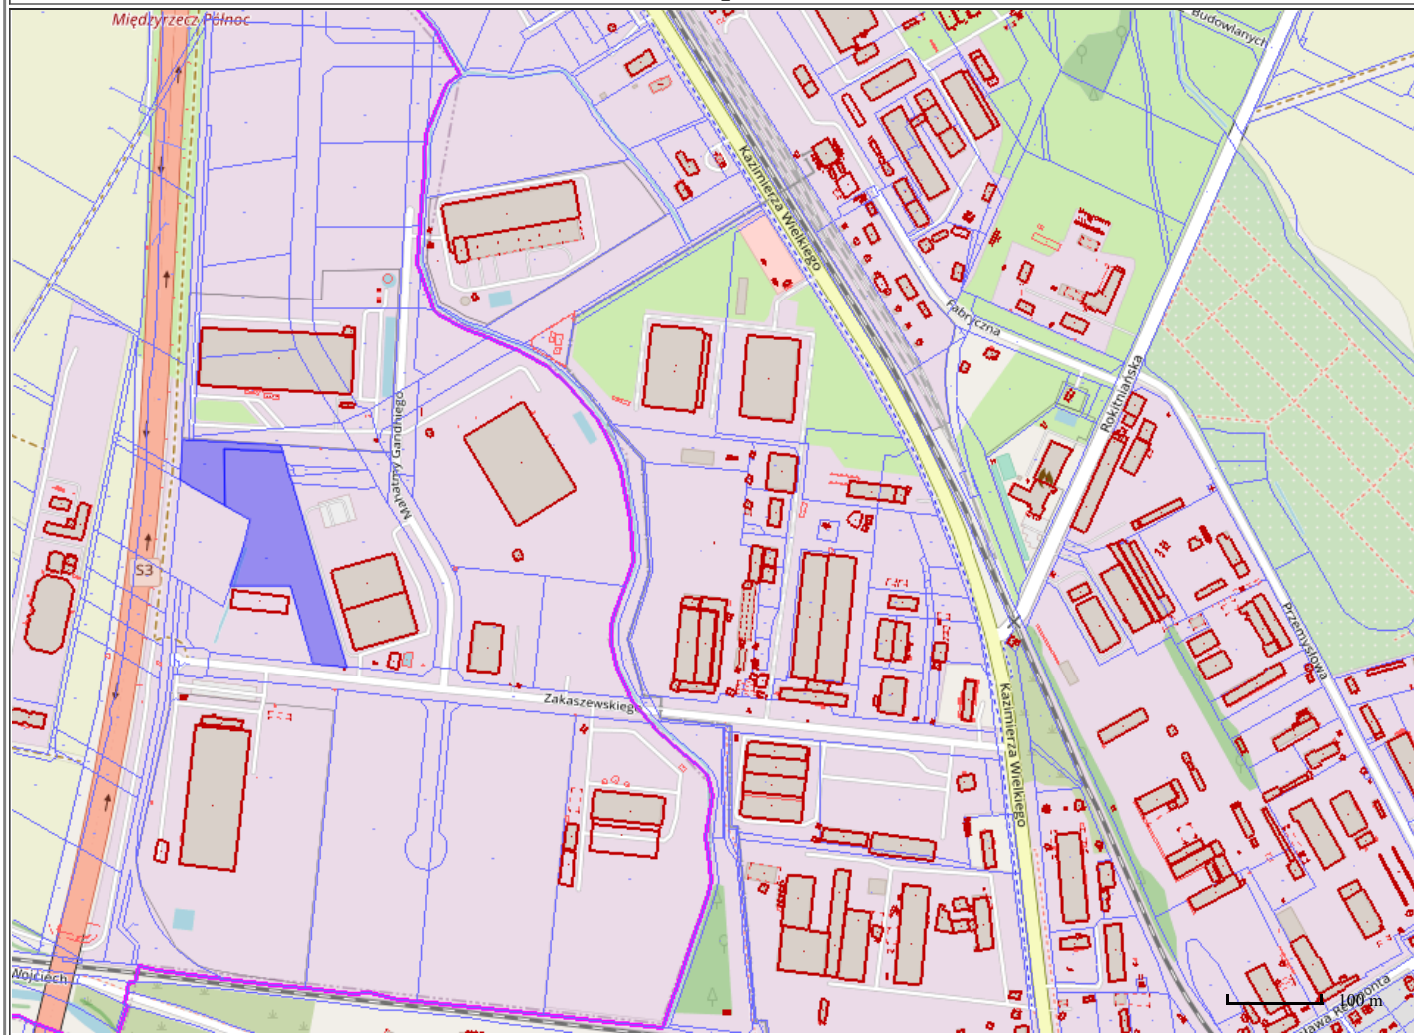 Międzyrzecz Północ
Budowlanych
Kazimierza Wielkiego
Fabryczna
Rokitniańska
Mahatmy Gandhiego
S3
Przemysłowa
Zakaszewskiego
Kazimierza Wielkiego
Wojciech
100 m